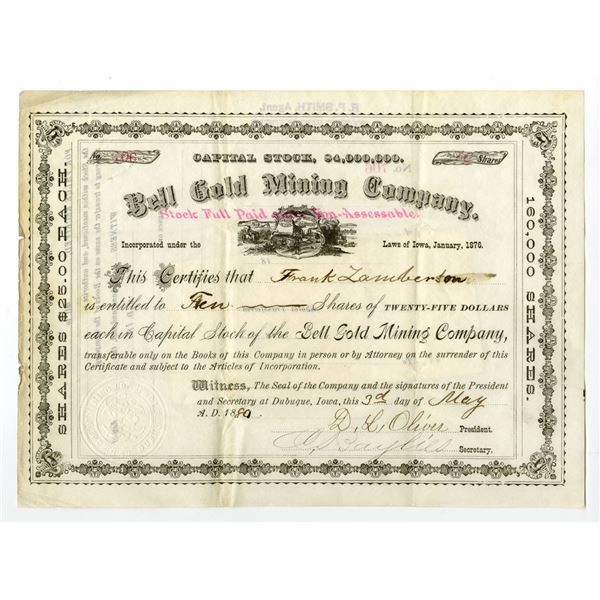 R. P. SMITH, Agent.
No. 706
10 Shares
CAPITAL STOCK, $4,000,000.
Bell Gold Mining Company.
Stock Full Paid and Non-Assessable.
Incorporated under the Laws of Iowa, January, 1876.
18
This Certifies that Frank Lamberton
is entitled to Ten Shares of TWENTY-FIVE DOLLARS
each in Capital Stock of the Bell Gold Mining Company,
transferable only on the Books of this Company in person or by Attorney on the surrender of this
Certificate and subject to the Articles of Incorporation.
Witness, The Seal of the Company and the signatures of the President
and Secretary at Dubuque, Iowa, this 3d day of May
A. D. 1880.
D. L. Oliver President.
Secretary.
SHARES $25.00 EACH.
160,000 SHARES.